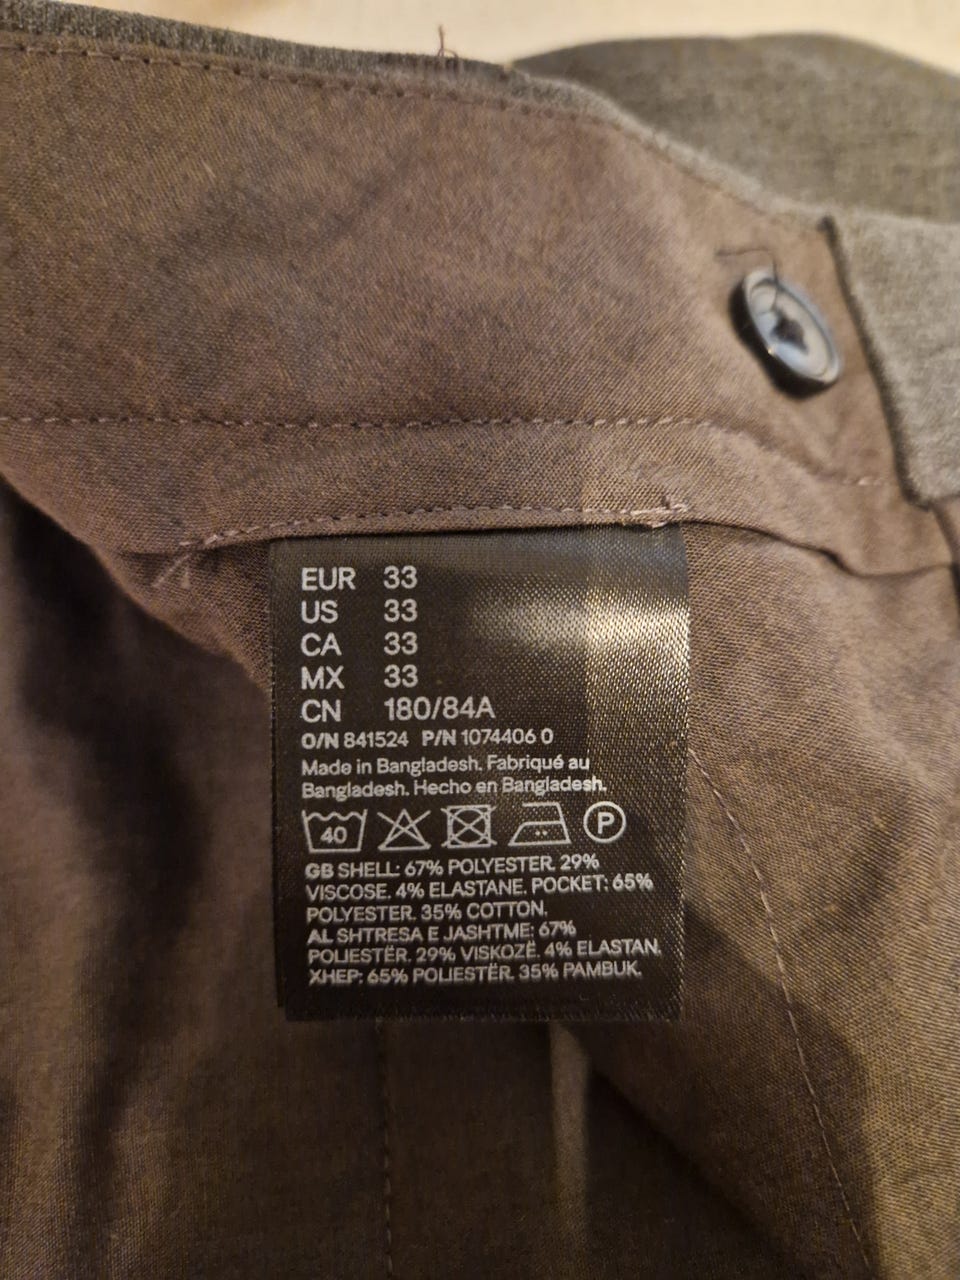 EUR 33
US 33
CA 33
MX 33
CN 180/84A
O/N 841524 P/N 1074406 0
Made in Bangladesh. Fabriqué au
Bangladesh. Hecho en Bangladesh.
40 P
GB SHELL: 67% POLYESTER. 29%
VISCOSE. 4% ELASTANE. POCKET: 65%
POLYESTER. 35% COTTON.
AL SHTRESA E JASHTME: 67%
POLIESTËR. 29% VISKOZË. 4% ELASTAN.
XHEP: 65% POLIESTËR. 35% PAMBUK.